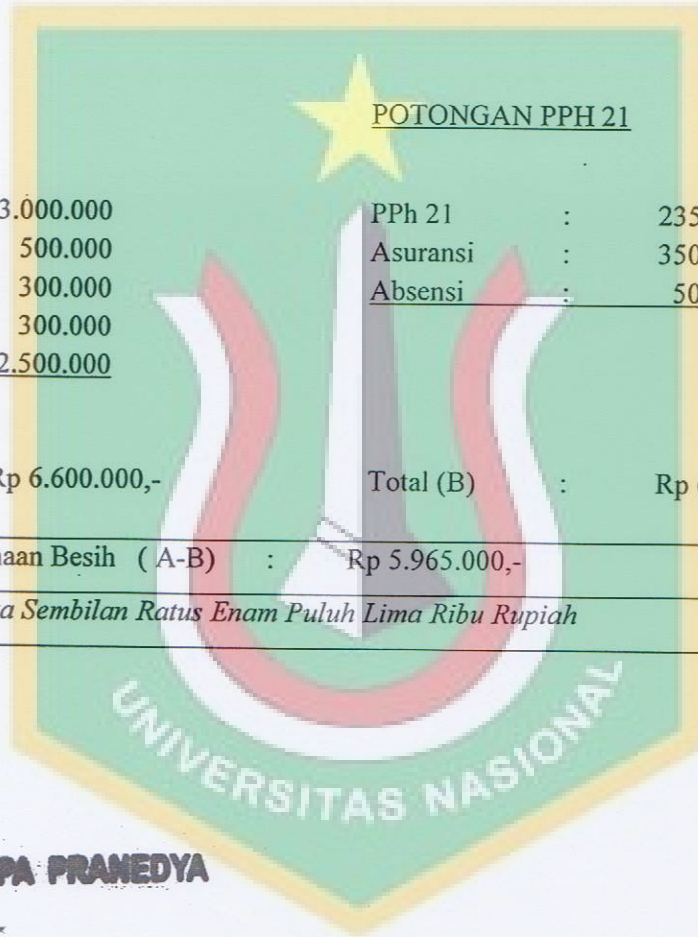 POTONGAN PPH 21
3.000.000 PPh 21 : 235
500.000 Asuransi : 350
300.000 Absensi : 50
300.000
2.500.000
Rp 6.600.000,- Total (B) : Rp
naan Besih ( A-B) : Rp 5.965.000,-
a Sembilan Ratus Enam Puluh Lima Ribu Rupiah
UNIVERSITAS NASIONAL
PA PRANEDYA